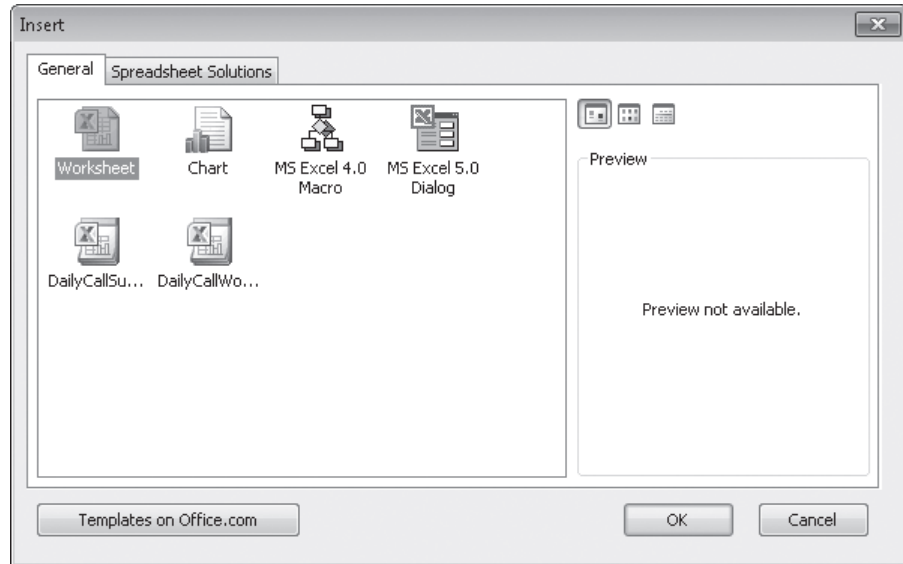 Insert
General
Spreadsheet Solutions
Worksheet
Chart
MS Excel 4.0
Macro
MS Excel 5.0
Dialog
DailyCallSu...
DailyCallWo...
Preview
Preview not available.
Templates on Office.com
OK
Cancel